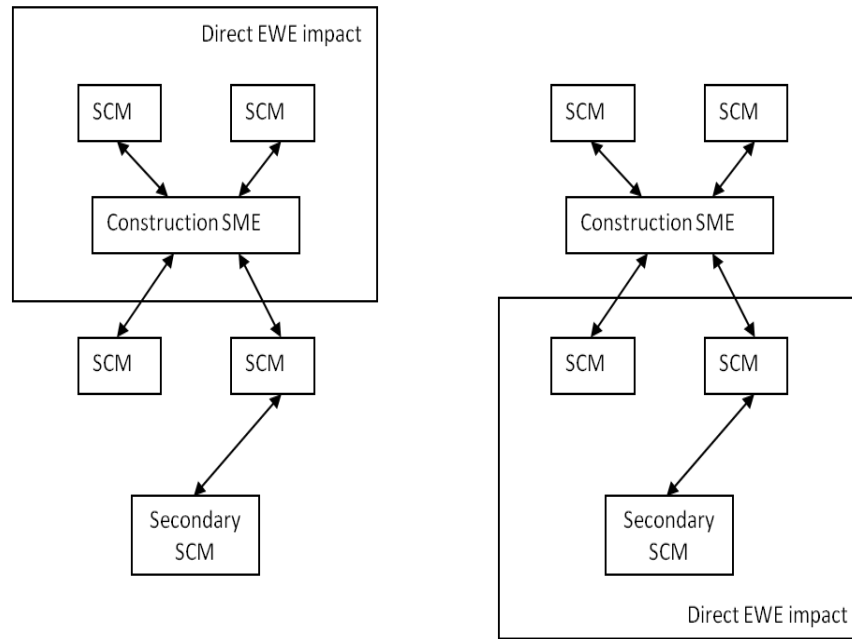 Direct EWE impact
SCM
SCM
Construction SME
SCM
SCM
Secondary
SCM
SCM
SCM
Construction SME
SCM
SCM
Secondary
SCM
Direct EWE impact